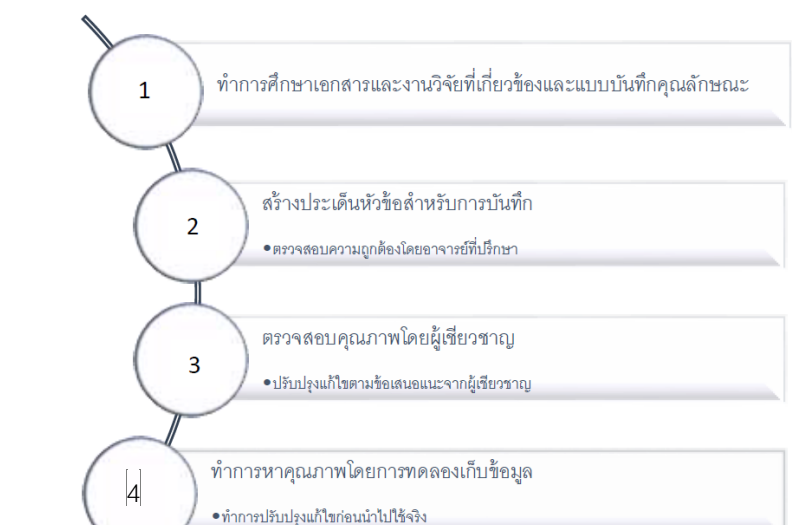 1
ทำการศึกษาเอกสารและงานวิจัยที่เกี่ยวข้องและแบบบันทึกคุณลักษณะ
2
สร้างประเด็นหัวข้อสำหรับการบันทึก
•ตรวจสอบความถูกต้องโดยอาจารย์ที่ปรึกษา
3
ตรวจสอบคุณภาพโดยผู้เชี่ยวชาญ
•ปรับปรุงแก้ไขตามข้อเสนอแนะจากผู้เชี่ยวชาญ
4
ทำการหาคุณภาพโดยการทดลองเก็บข้อมูล
•ทำการปรับปรุงแก้ไขก่อนนำไปใช้จริง